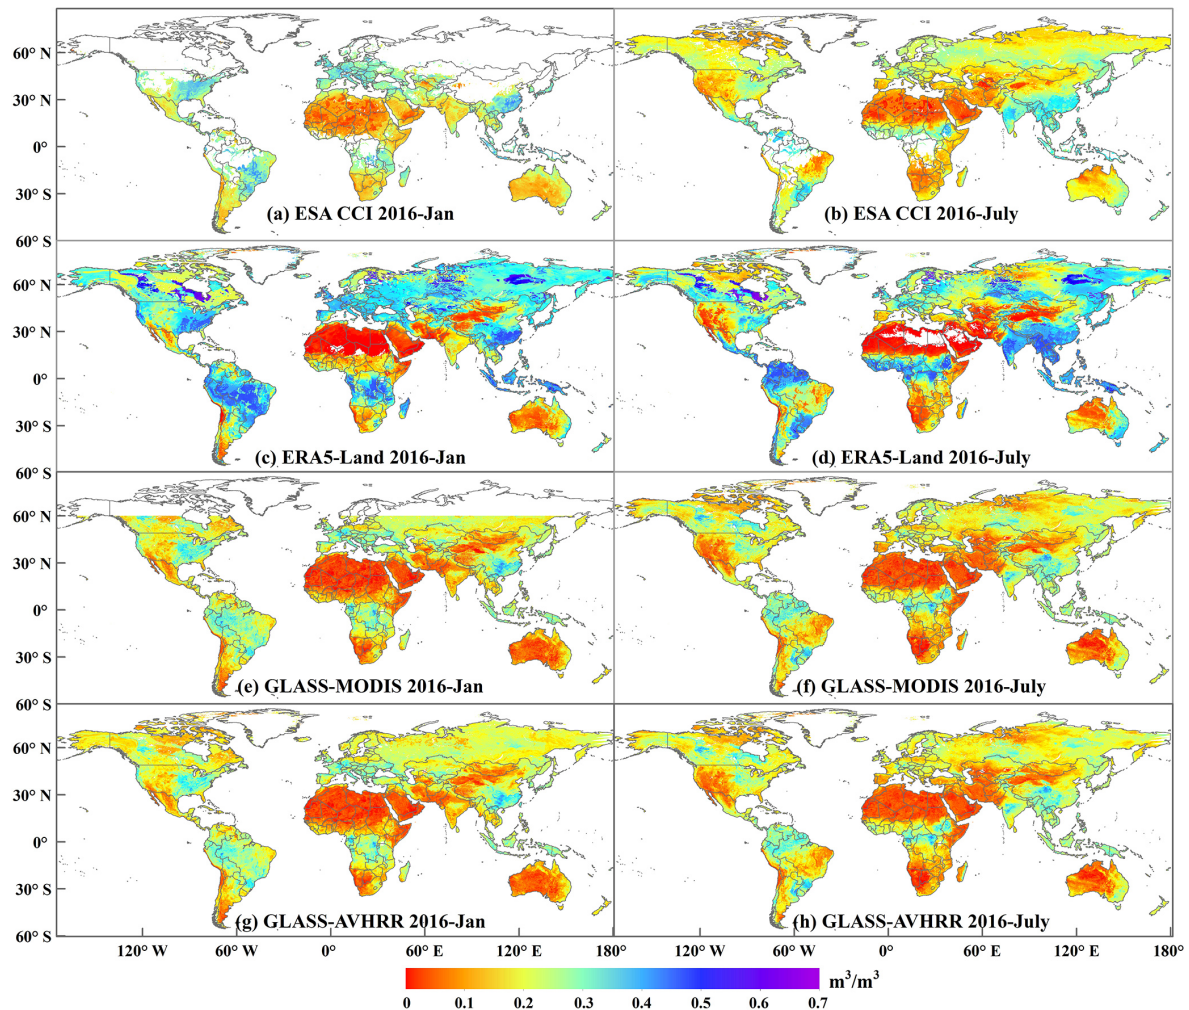 60° N
30° N
0°
30° S
60° S
(a) ESA CCI 2016-Jan
(b) ESA CCI 2016-July
60° N
30° N
0°
30° S
60° S
(c) ERA5-Land 2016-Jan
(d) ERA5-Land 2016-July
60° N
30° N
0°
30° S
60° S
(e) GLASS-MODIS 2016-Jan
(f) GLASS-MODIS 2016-July
60° N
30° N
0°
30° S
60° S
(g) GLASS-AVHRR 2016-Jan
(h) GLASS-AVHRR 2016-July
120° W 60° W 0° 60° E 120° E 180° 120° W 60° W 0° 60° E 120° E 180°
m³/m³
0 0.1 0.2 0.3 0.4 0.5 0.6 0.7